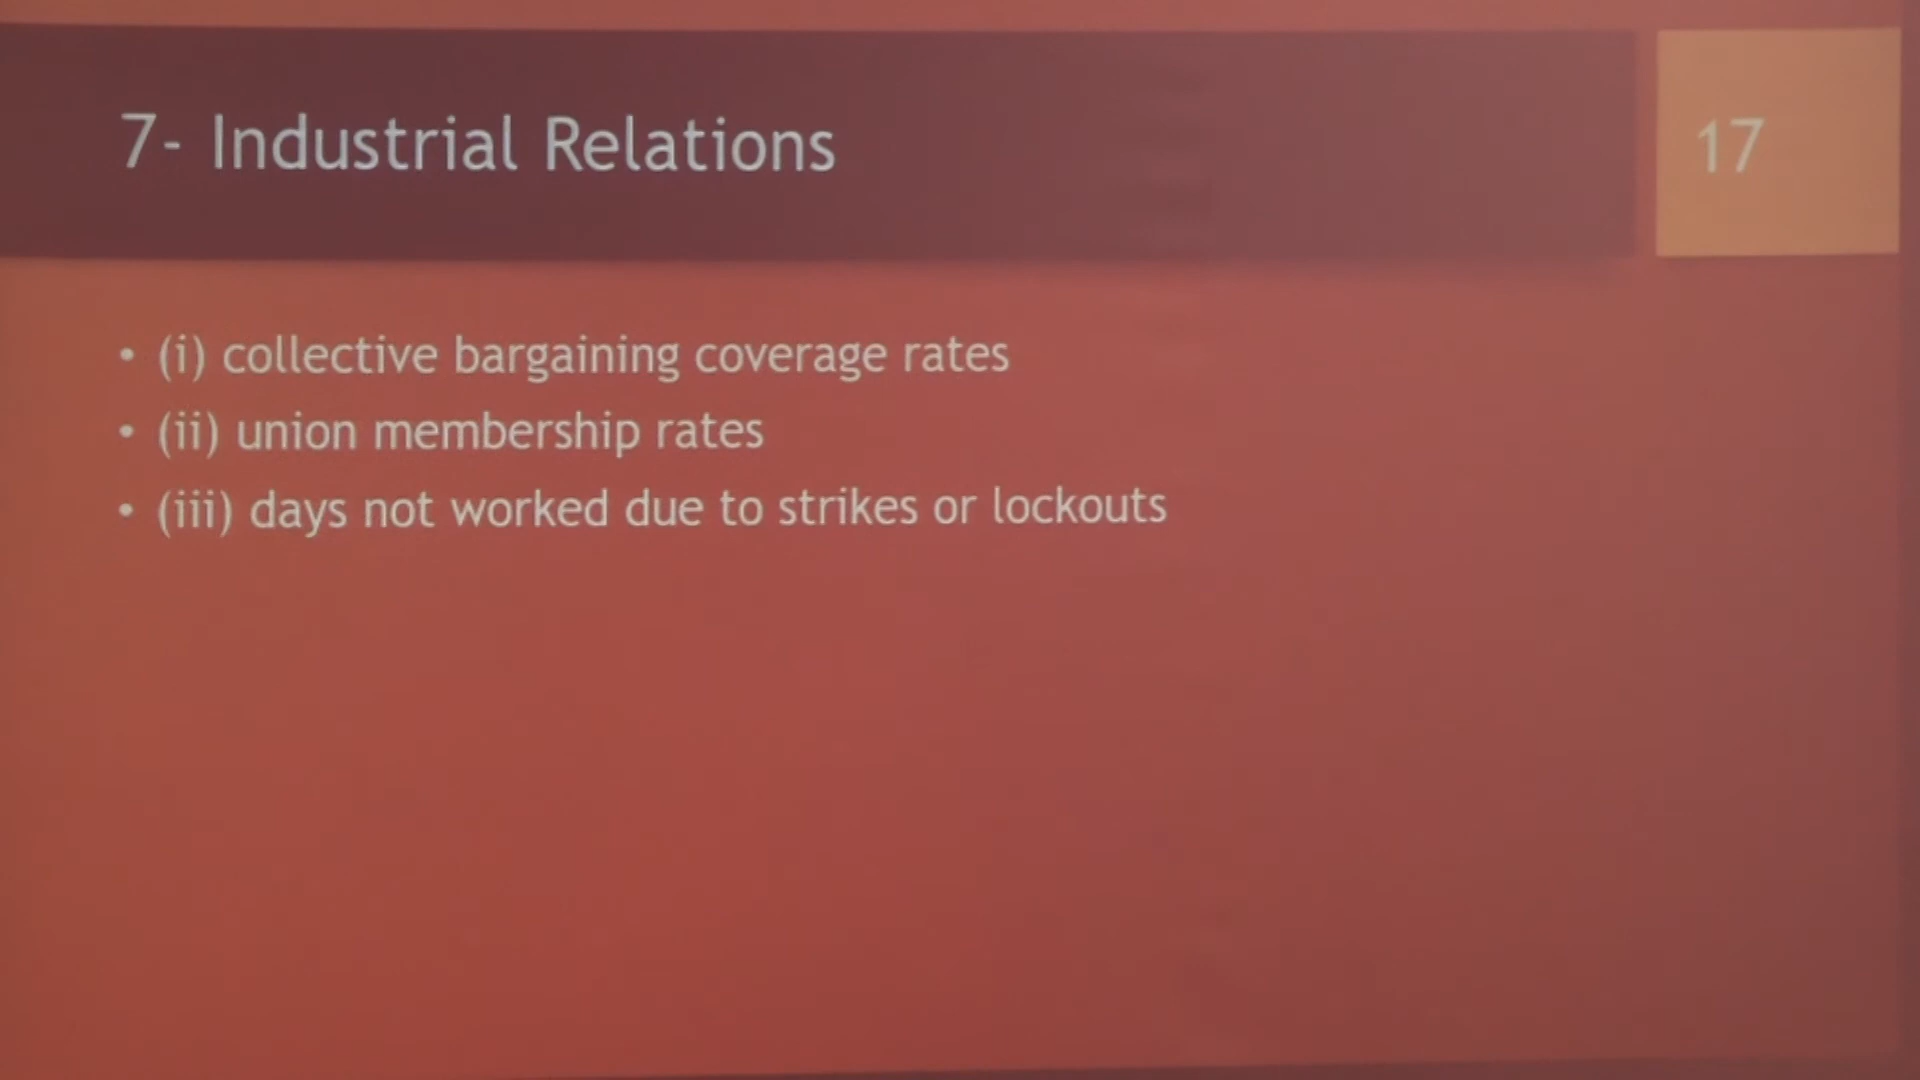 7- Industrial Relations
17
• (i) collective bargaining coverage rates
• (ii) union membership rates
• (iii) days not worked due to strikes or lockouts